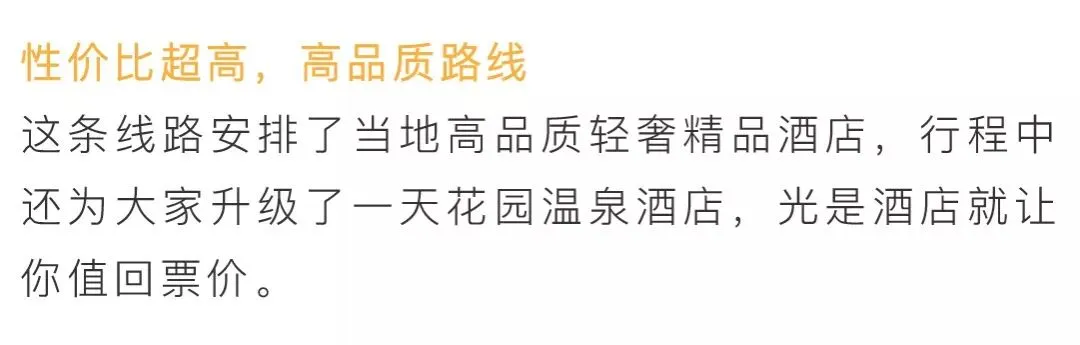 性价比超高，高品质路线
这条线路安排了当地高品质轻奢精品酒店，行程中
还为大家升级了一天花园温泉酒店，光是酒店就让
你值回票价。